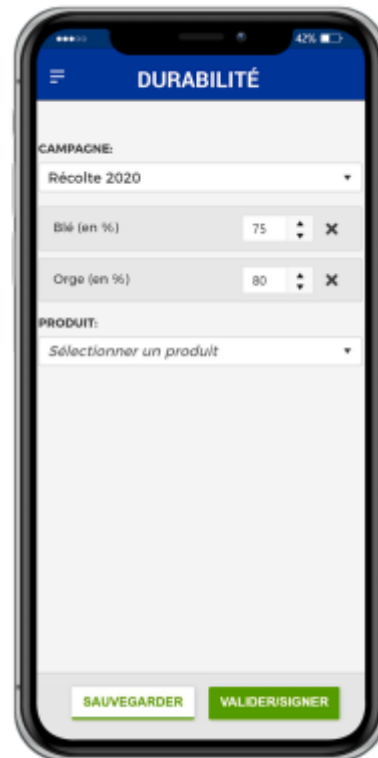 42%
DURABILITÉ
CAMPAGNE:
Récolte 2020
Blé (en %) 75
Orge (en %) 80
PRODUIT:
Sélectionner un produit
SAUVEGARDER VALIDER/SIGNER